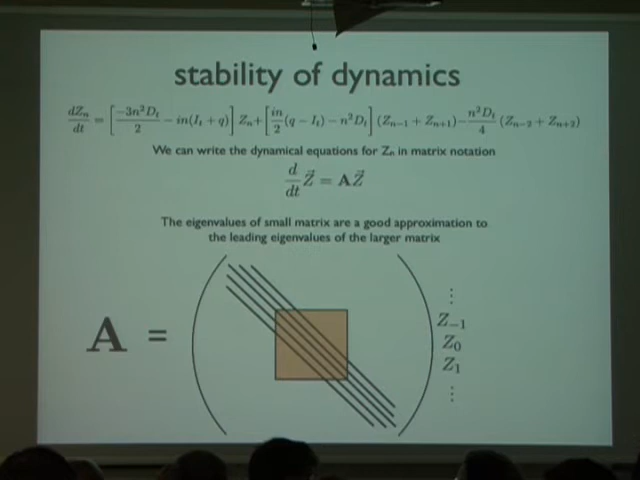 stability of dynamics
dZₙ/dt = [-3n²Dₜ/2 - in(Iₜ + q)] Zₙ + [in/2 (q - Iₜ) - n²Dₜ] (Zₙ₋₁ + Zₙ₊₁) - n²Dₜ/4 (Zₙ₋₂ + Zₙ₊₂)
We can write the dynamical equations for Zₙ in matrix notation
d/dt Z⃗ = AZ⃗
The eigenvalues of small matrix are a good approximation to
the leading eigenvalues of the larger matrix
⋮
Z₋₁
A = Z₀
Z₁
⋮